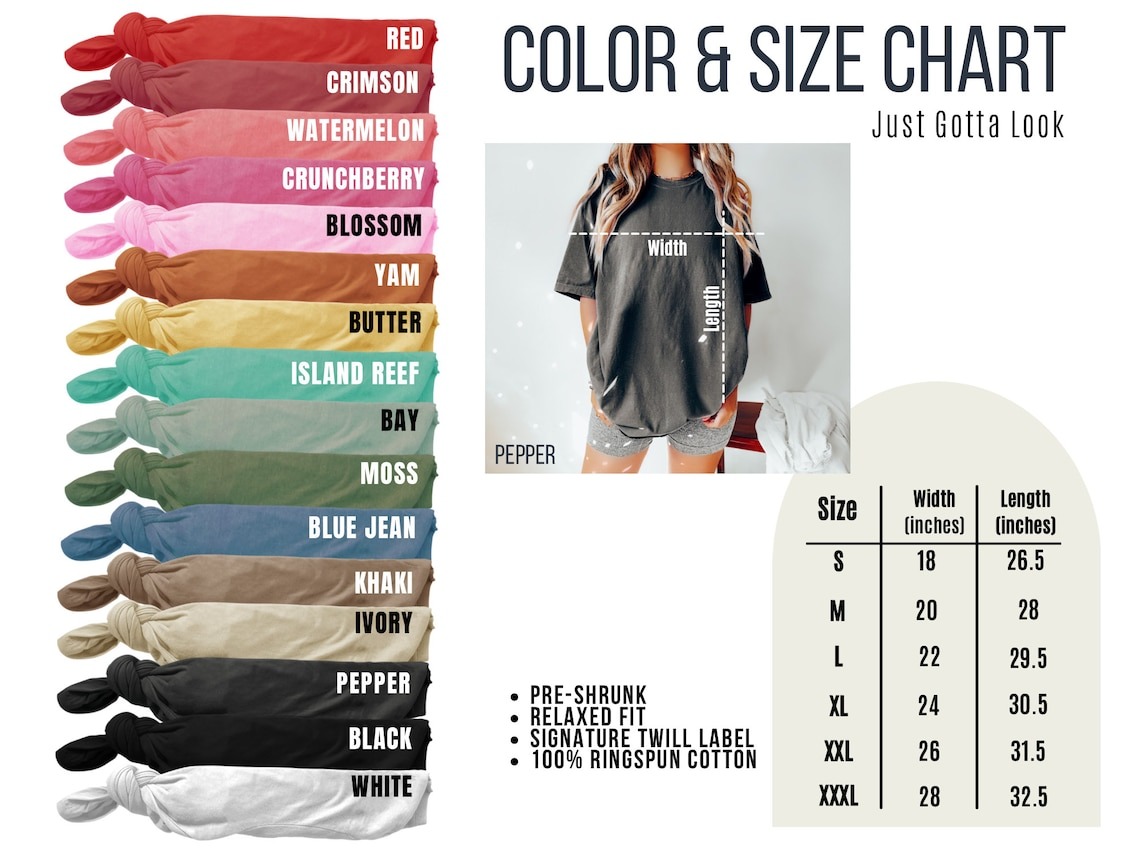 COLOR & SIZE CHART
Just Gotta Look
RED
CRIMSON
WATERMELON
CRUNCHBERRY
BLOSSOM
YAM
BUTTER
ISLAND REEF
BAY
MOSS
BLUE JEAN
KHAKI
IVORY
PEPPER
BLACK
WHITE
Width
Length
PEPPER
• PRE-SHRUNK
• RELAXED FIT
• SIGNATURE TWILL LABEL
• 100% RINGSPUN COTTON
Size Width (inches) Length (inches)
S 18 26.5
M 20 28
L 22 29.5
XL 24 30.5
XXL 26 31.5
XXXL 28 32.5